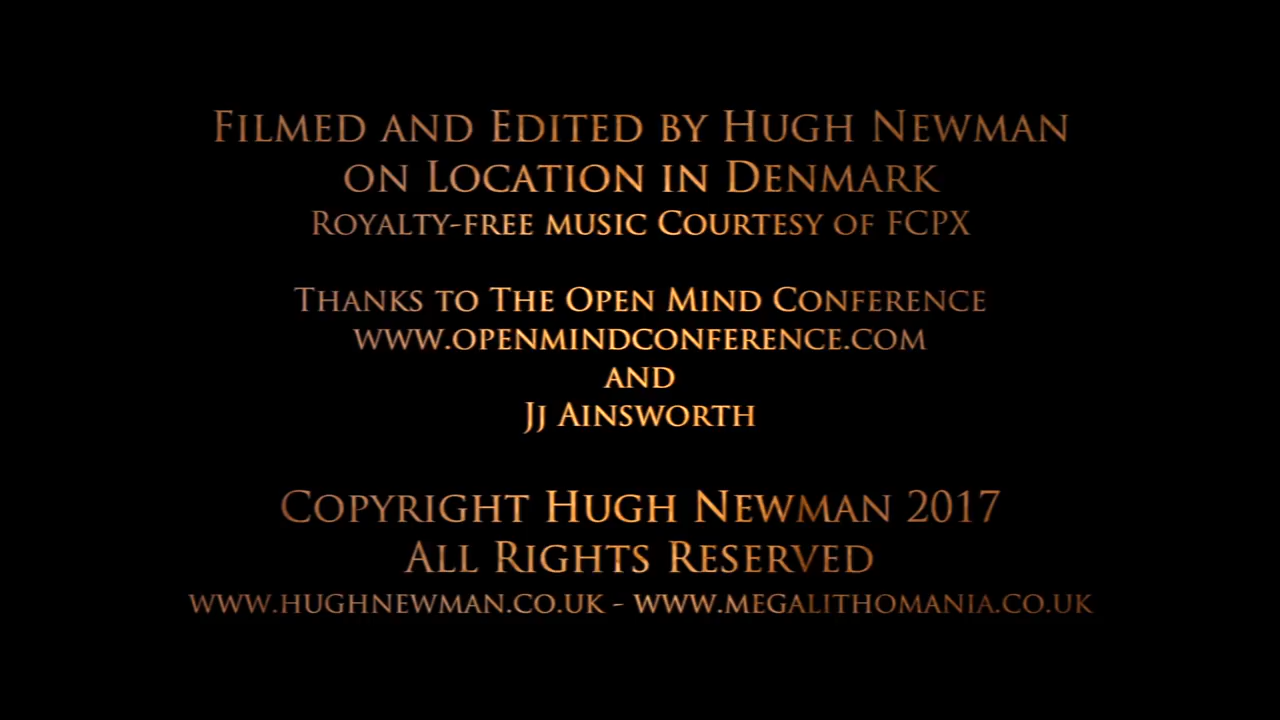 Filmed and Edited by Hugh Newman
on Location in Denmark
Royalty-free music Courtesy of FCPX
Thanks to The Open Mind Conference
www.openmindconference.com
and
Jj Ainsworth
Copyright Hugh Newman 2017
All Rights Reserved
www.hughnewman.co.uk - www.megalithomania.co.uk